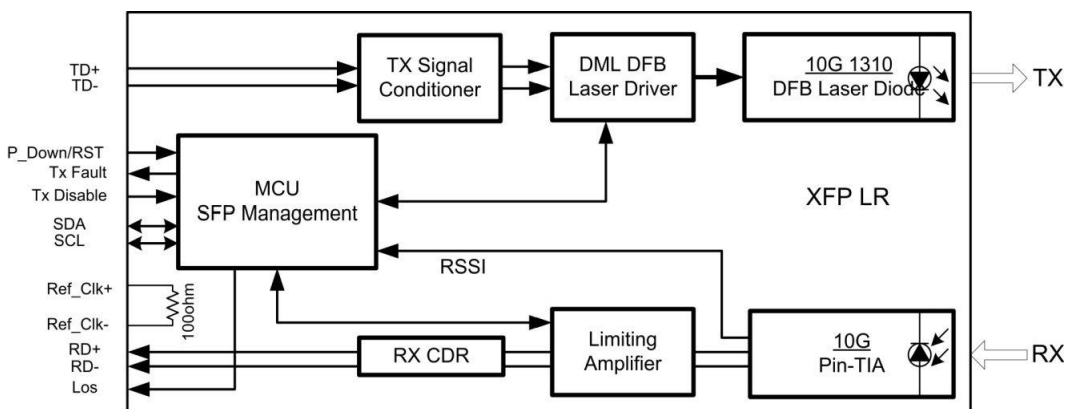 TD+
TD-
TX Signal
Conditioner
DML DFB
Laser Driver
10G 1310
DFB Laser Diode
TX
P_Down/RST
Tx Fault
Tx Disable
SDA
SCL
MCU
SFP Management
XFP LR
RSSI
Ref_Clk+
Ref_Clk-
100ohm
RD+
RD-
Los
RX CDR
Limiting
Amplifier
10G
Pin-TIA
RX